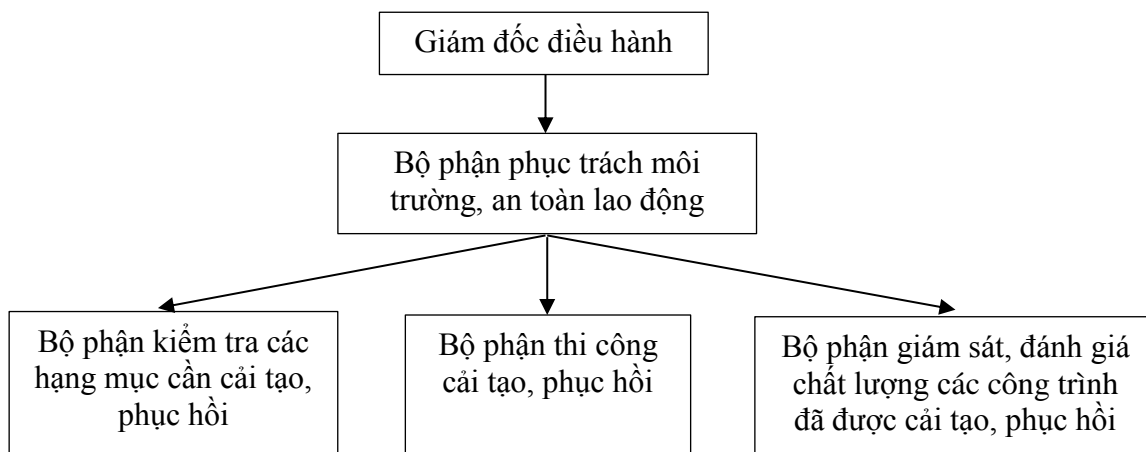 Giám đốc điều hành
Bộ phận phục trách môi
trường, an toàn lao động
Bộ phận kiểm tra các
hạng mục cần cải tạo,
phục hồi
Bộ phận thi công
cải tạo, phục hồi
Bộ phận giám sát, đánh giá
chất lượng các công trình
đã được cải tạo, phục hồi